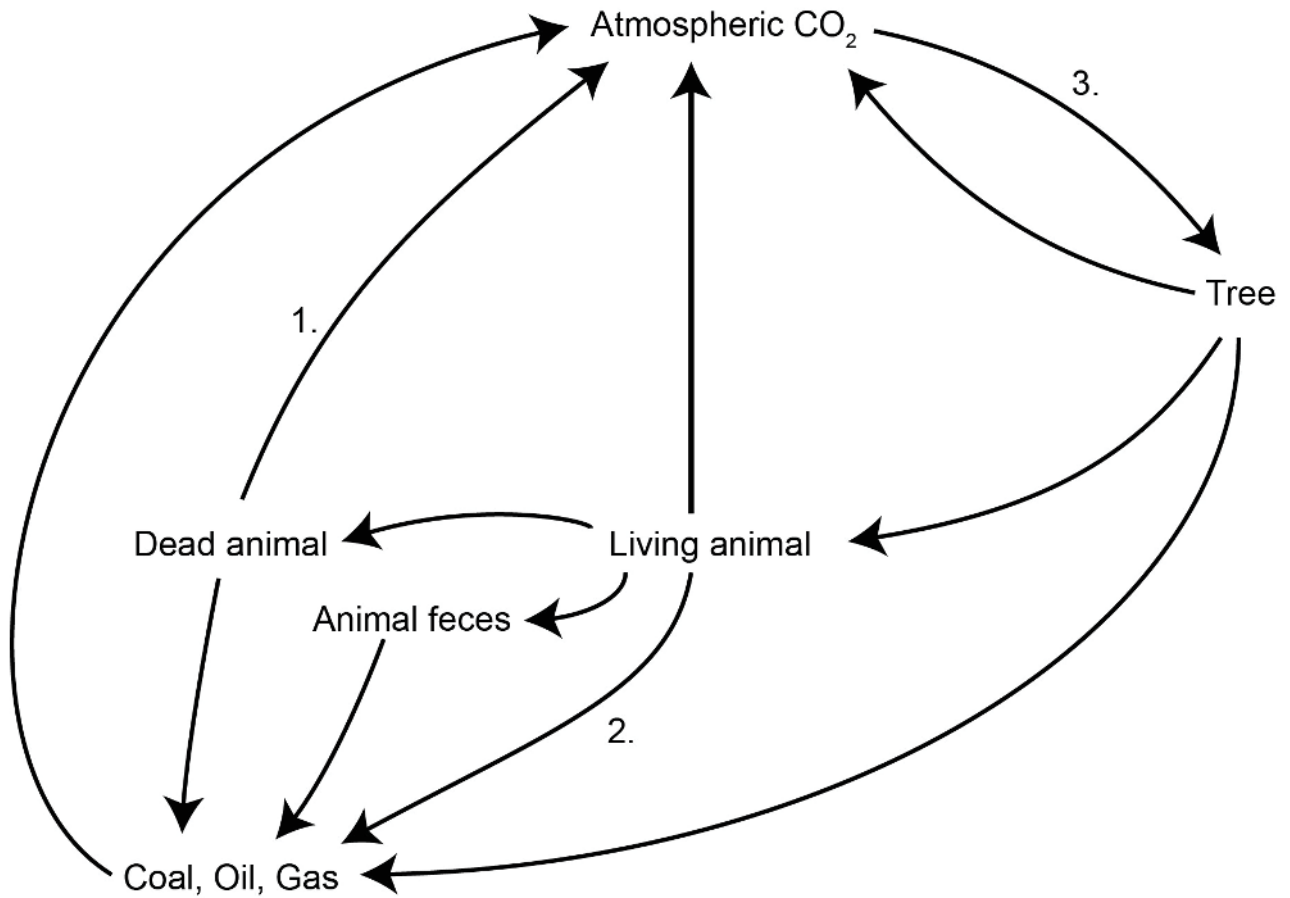 Atmospheric CO₂
3.
Tree
1.
Dead animal
Living animal
Animal feces
2.
Coal, Oil, Gas